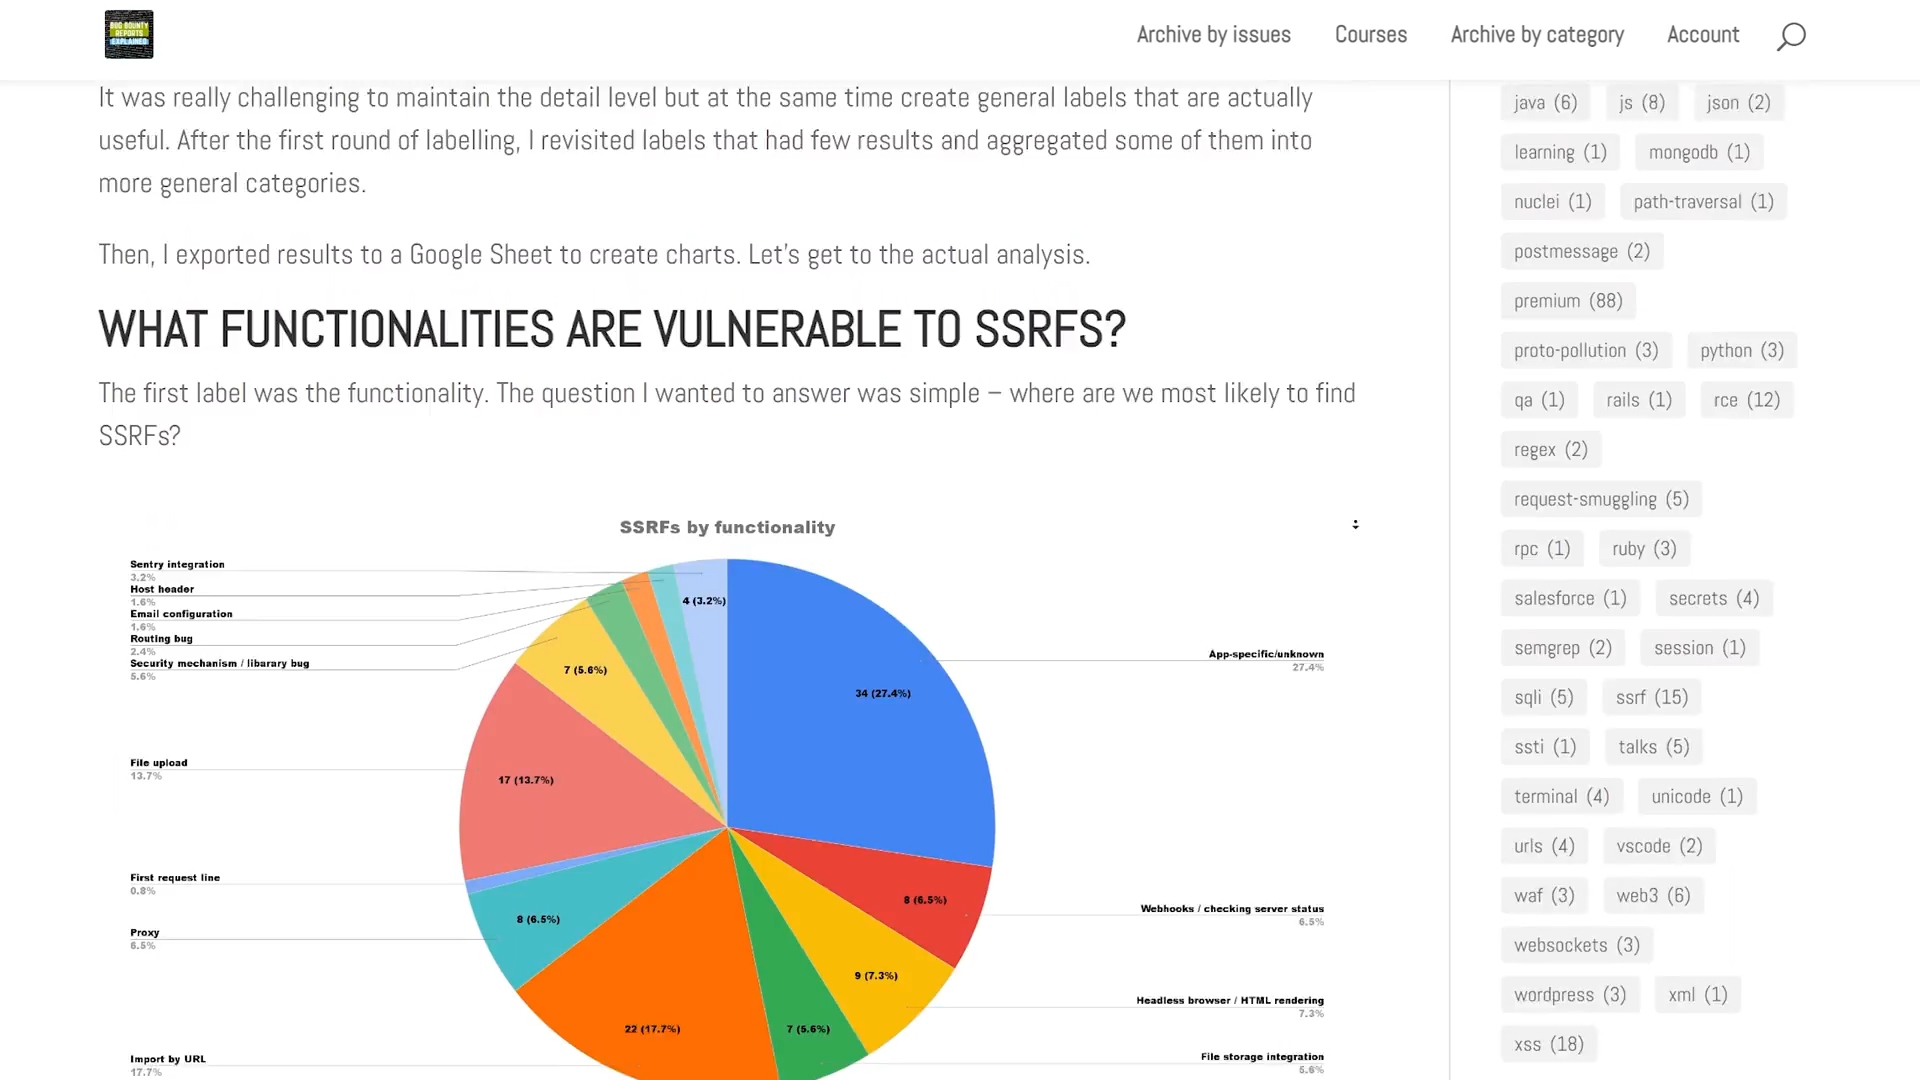 BUG BOUNTY
REPORTS
EXPLAINED
Archive by issues
Courses
Archive by category
Account
It was really challenging to maintain the detail level but at the same time create general labels that are actually
useful. After the first round of labelling, I revisited labels that had few results and aggregated some of them into
more general categories.
Then, I exported results to a Google Sheet to create charts. Let's get to the actual analysis.
WHAT FUNCTIONALITIES ARE VULNERABLE TO SSRFS?
The first label was the functionality. The question I wanted to answer was simple – where are we most likely to find
SSRFs?
SSRFs by functionality
Sentry integration
3.2%
Host header
1.6%
Email configuration
1.6%
Routing bug
2.4%
Security mechanism / libarary bug
5.6%
File upload
13.7%
First request line
0.8%
Proxy
6.5%
Import by URL
17.7%
4 (3.2%)
7 (5.6%)
17 (13.7%)
8 (6.5%)
22 (17.7%)
34 (27.4%)
8 (6.5%)
9 (7.3%)
7 (5.6%)
App-specific/unknown
27.4%
Webhooks / checking server status
6.5%
Headless browser / HTML rendering
7.3%
File storage integration
5.6%
java (6)
js (8)
json (2)
learning (1)
mongodb (1)
nuclei (1)
path-traversal (1)
postmessage (2)
premium (88)
proto-pollution (3)
python (3)
qa (1)
rails (1)
rce (12)
regex (2)
request-smuggling (5)
rpc (1)
ruby (3)
salesforce (1)
secrets (4)
semgrep (2)
session (1)
sqli (5)
ssrf (15)
ssti (1)
talks (5)
terminal (4)
unicode (1)
urls (4)
vscode (2)
waf (3)
web3 (6)
websockets (3)
wordpress (3)
xml (1)
xss (18)